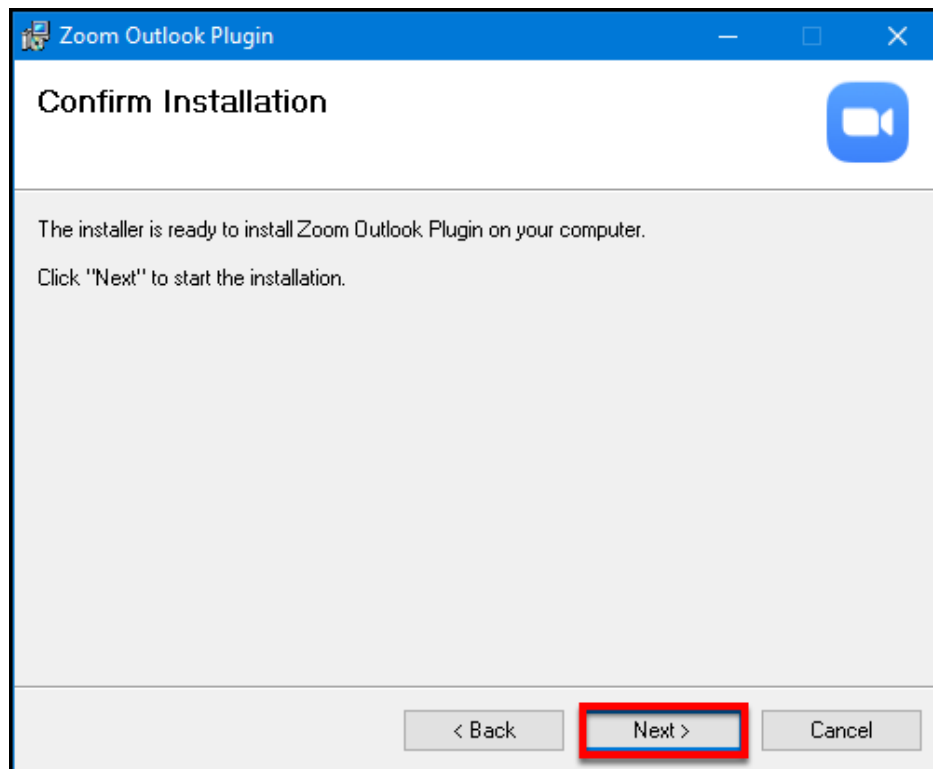 Zoom Outlook Plugin
Confirm Installation
The installer is ready to install Zoom Outlook Plugin on your computer.
Click "Next" to start the installation.
< Back
Next >
Cancel